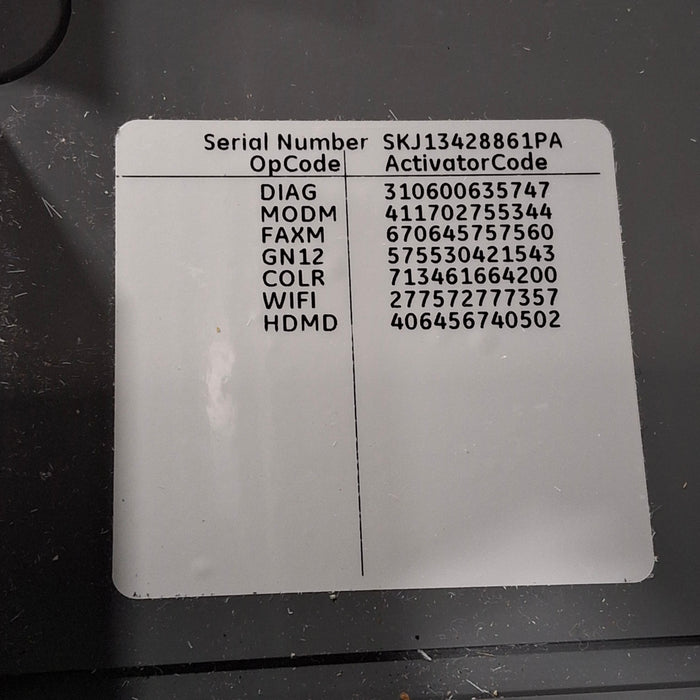 Serial Number SKJ13428861PA
OpCode ActivatorCode
DIAG 310600635747
MODM 411702755344
FAXM 670645757560
GN12 575530421543
COLR 713461664200
WIFI 277572777357
HDMD 406456740502